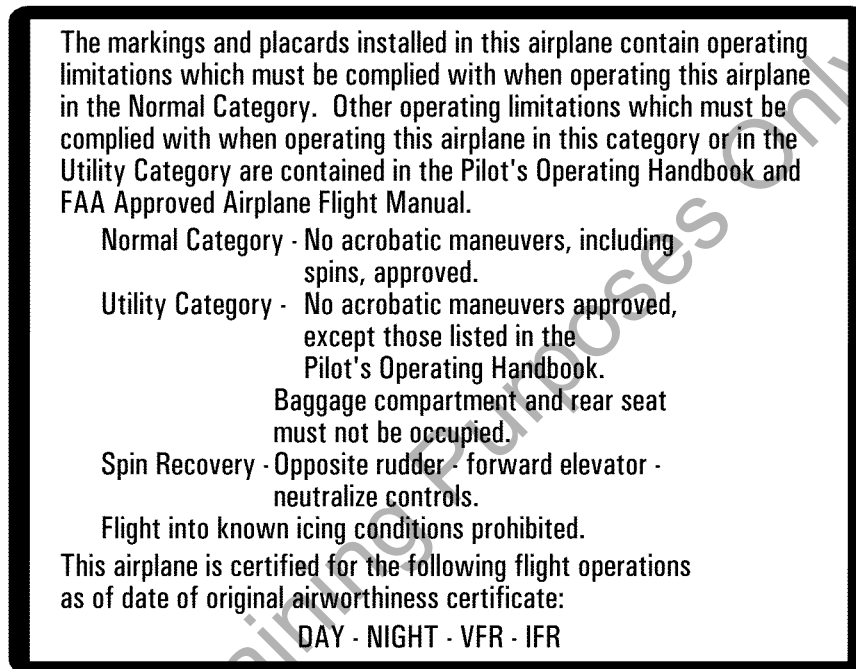 The markings and placards installed in this airplane contain operating
limitations which must be complied with when operating this airplane
in the Normal Category. Other operating limitations which must be
complied with when operating this airplane in this category or in the
Utility Category are contained in the Pilot's Operating Handbook and
FAA Approved Airplane Flight Manual.
Normal Category - No acrobatic maneuvers, including
spins, approved.
Utility Category - No acrobatic maneuvers approved,
except those listed in the
Pilot's Operating Handbook.
Baggage compartment and rear seat
must not be occupied.
Spin Recovery - Opposite rudder - forward elevator -
neutralize controls.
Flight into known icing conditions prohibited.
This airplane is certified for the following flight operations
as of date of original airworthiness certificate:
DAY - NIGHT - VFR - IFR
ining Purposes Only